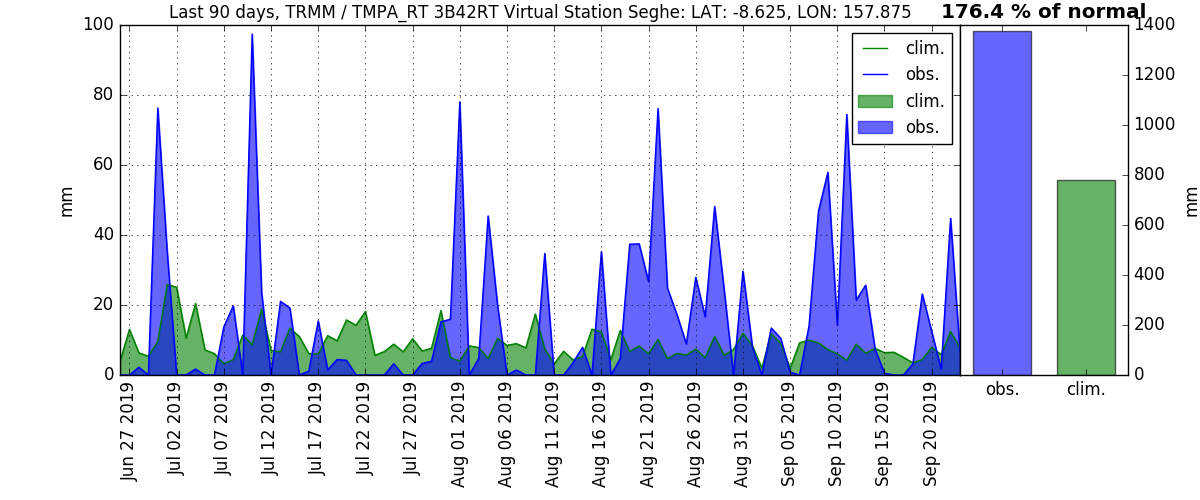 Last 90 days, TRMM / TMPA_RT 3B42RT Virtual Station Seghe: LAT: -8.625, LON: 157.875
176.4 % of normal
100
80
60
40
20
0
mm
clim.
obs.
clim.
obs.
1400
1200
1000
800
600
400
200
0
mm
Jun 27 2019
Jul 02 2019
Jul 07 2019
Jul 12 2019
Jul 17 2019
Jul 22 2019
Jul 27 2019
Aug 01 2019
Aug 06 2019
Aug 11 2019
Aug 16 2019
Aug 21 2019
Aug 26 2019
Aug 31 2019
Sep 05 2019
Sep 10 2019
Sep 15 2019
Sep 20 2019
obs.
clim.